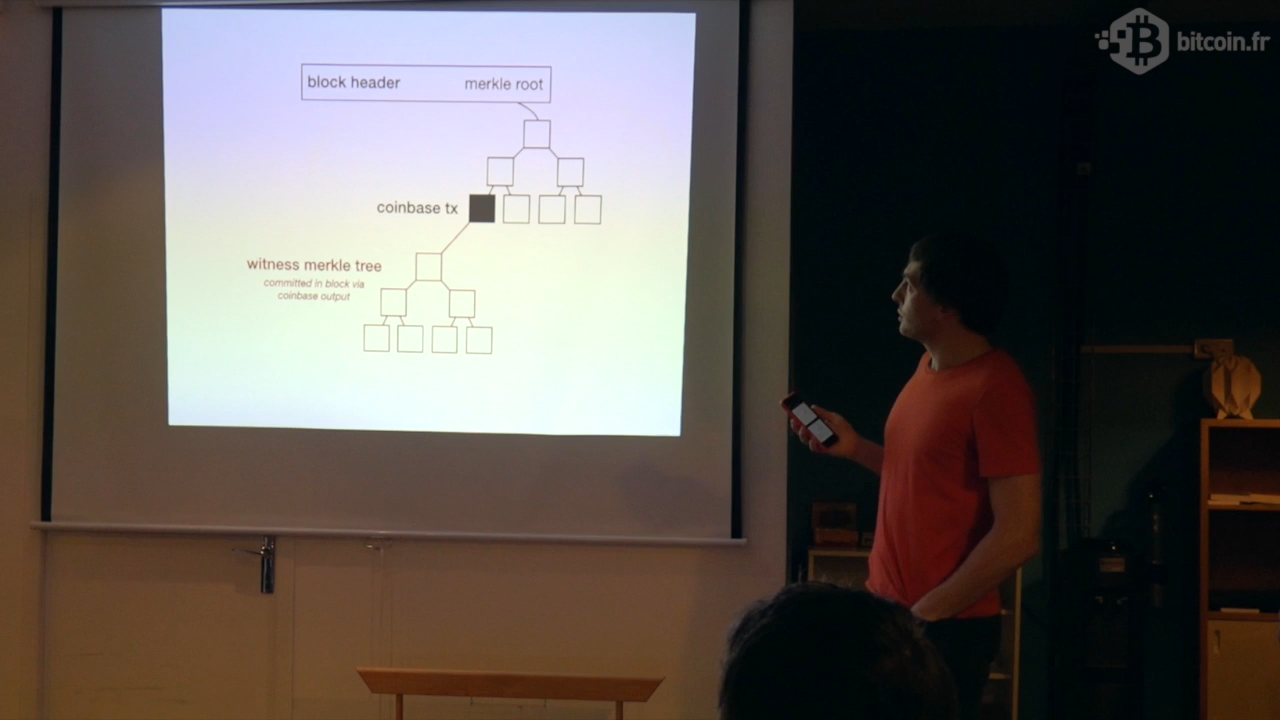 bitcoin.fr
block header merkle root
coinbase tx
witness merkle tree
committed in block via
coinbase output